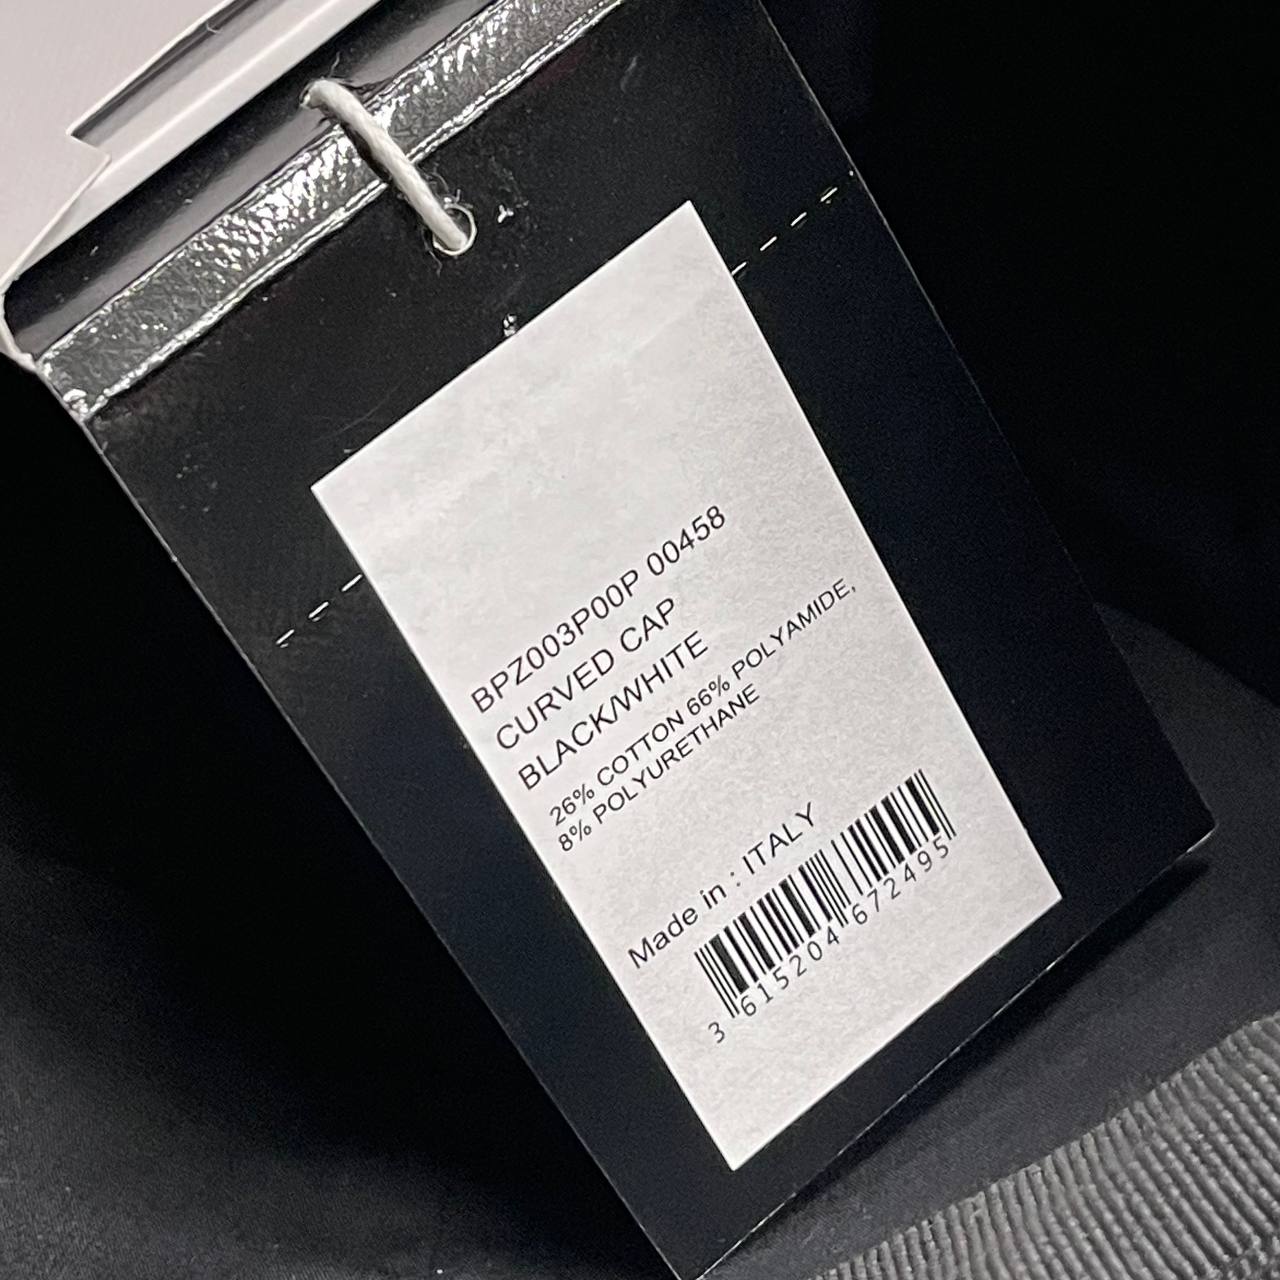 BPZ003P00P 00458
CURVED CAP
BLACK/WHITE
26% COTTON 66% POLYAMIDE,
8% POLYURETHANE
Made in : ITALY
3 615204 672495